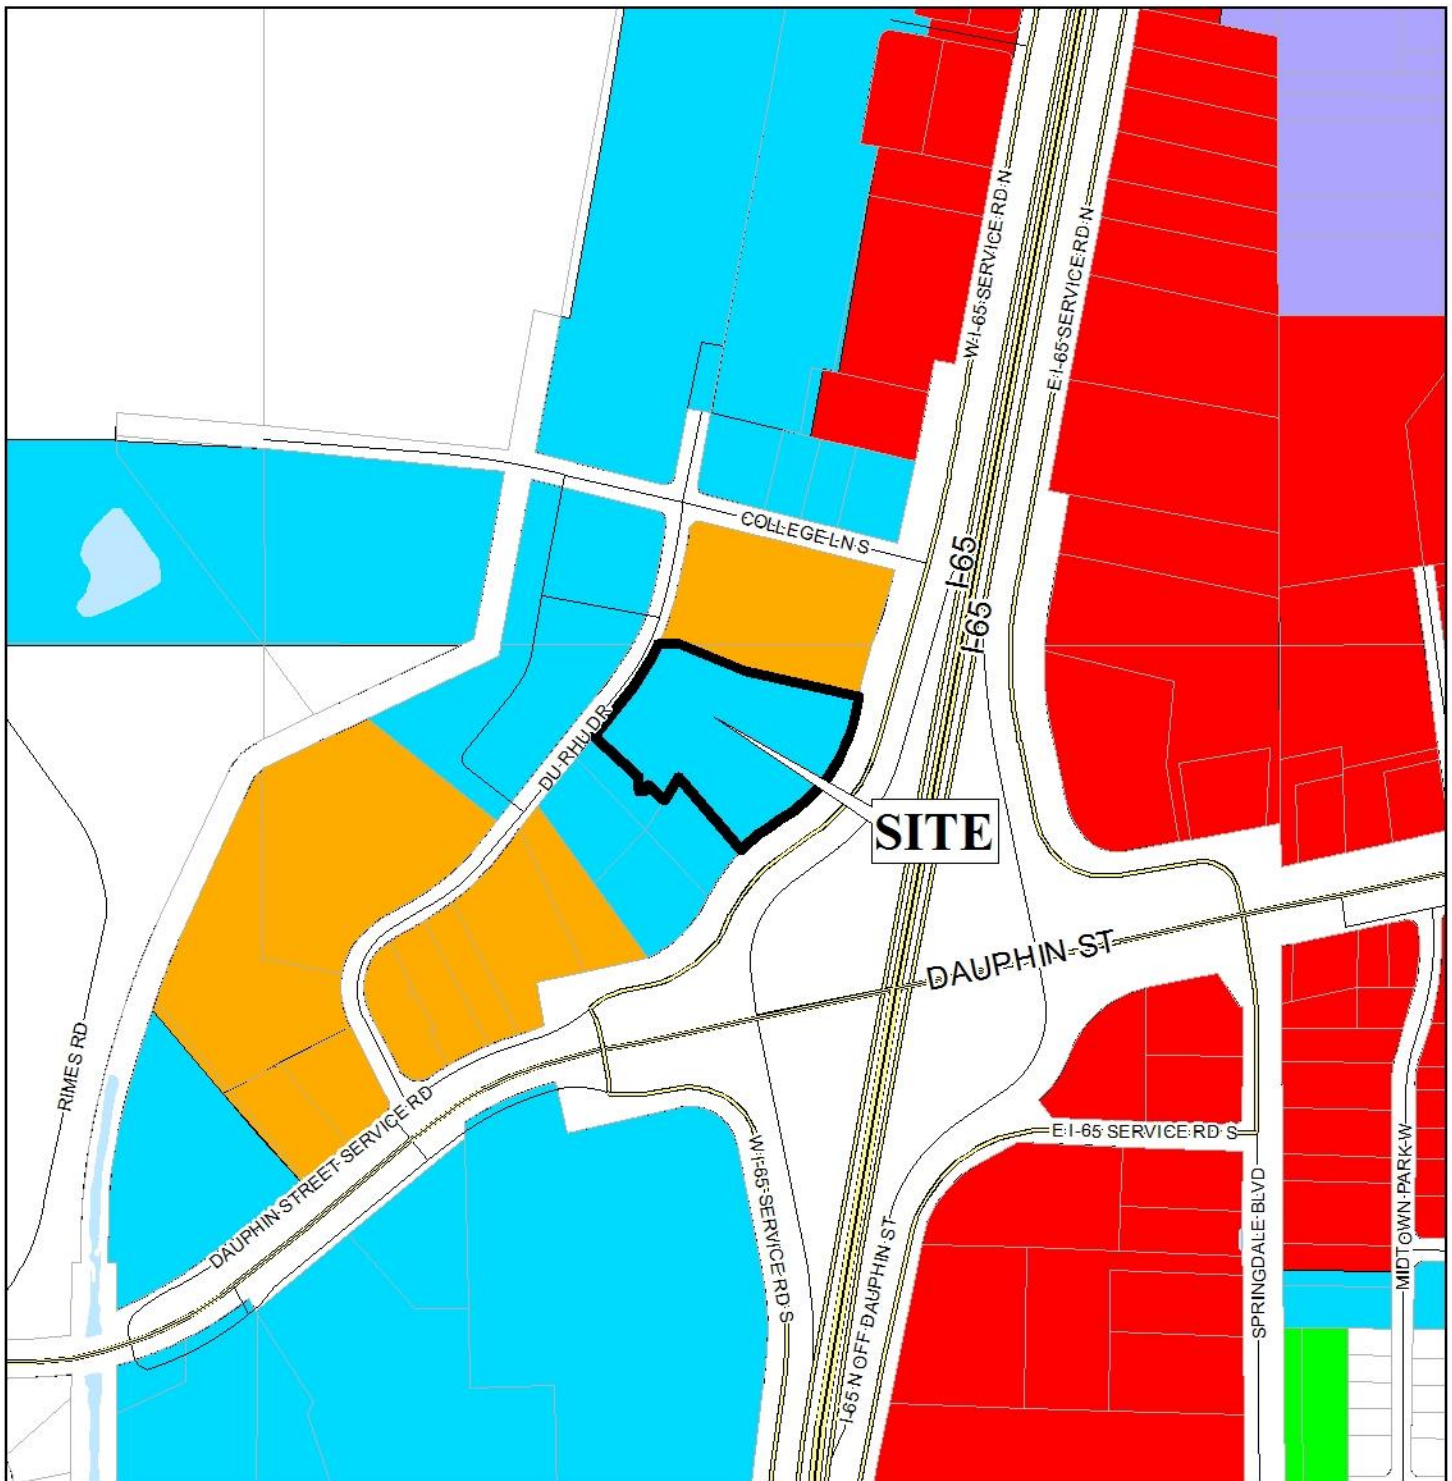 W I-65 SERVICE RD N
E I-65 SERVICE RD N
COLLEGE LN S
I-65
I-65
DU RHU DR
SITE
DAUPHIN ST
RIMES RD
DAUPHIN STREET SERVICE RD
W I-65 SERVICE RD S
E I-65 SERVICE RD S
I-65 N OFF DAUPHIN ST
SPRINGDALE BLVD
MIDTOWN PARK W